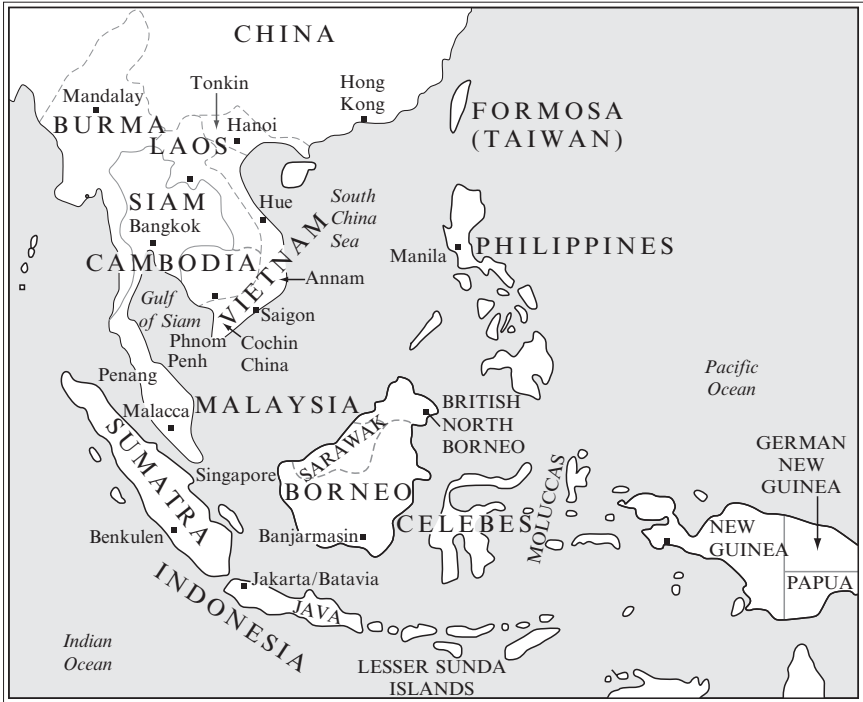 CHINA
Tonkin
Hong
Kong
Mandalay
FORMOSA
(TAIWAN)
BURMA
Hanoi
LAOS
SIAM
Hue
South
China
Sea
Bangkok
Manila
PHILIPPINES
CAMBODIA
VIETNAM
Annam
Gulf
of Siam
Saigon
Phnom
Penh
Cochin
China
Pacific
Ocean
Penang
Malacca
MALAYSIA
BRITISH
NORTH
BORNEO
SARAWAK
SUMATRA
GERMAN
NEW
GUINEA
Singapore
BORNEO
MOLUCCAS
CELEBES
NEW
GUINEA
Benkulen
Banjarmasin
Jakarta/Batavia
PAPUA
INDONESIA
JAVA
Indian
Ocean
LESSER SUNDA
ISLANDS